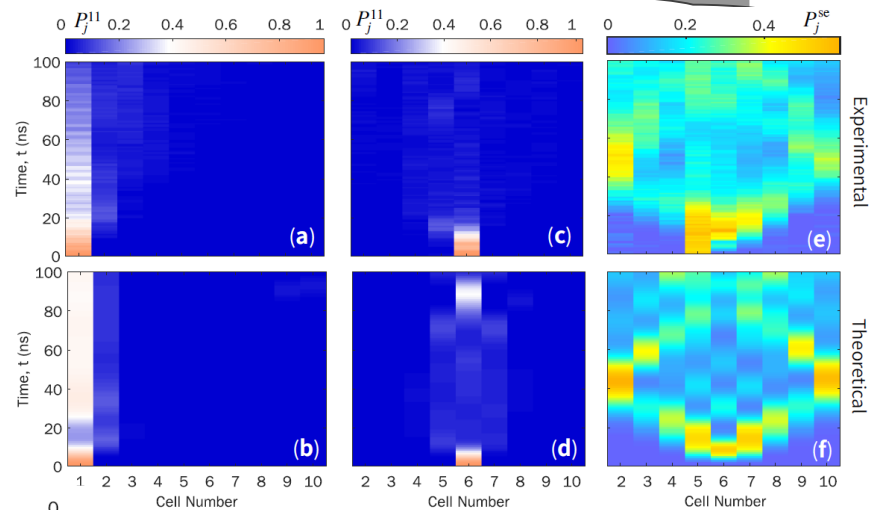 P_j^11 0 0.2 0.4 0.6 0.8 1
P_j^11 0 0.2 0.4 0.6 0.8 1
0 0.2 0.4 P_j^se
100
80
60
40
20
0
Time, t (ns)
(a)
(c)
(e)
Experimental
100
80
60
40
20
0
Time, t (ns)
(b)
(d)
(f)
Theoretical
1 2 3 4 5 6 7 8 9 10
1 2 3 4 5 6 7 8 9 10
2 3 4 5 6 7 8 9 10
Cell Number
Cell Number
Cell Number
0